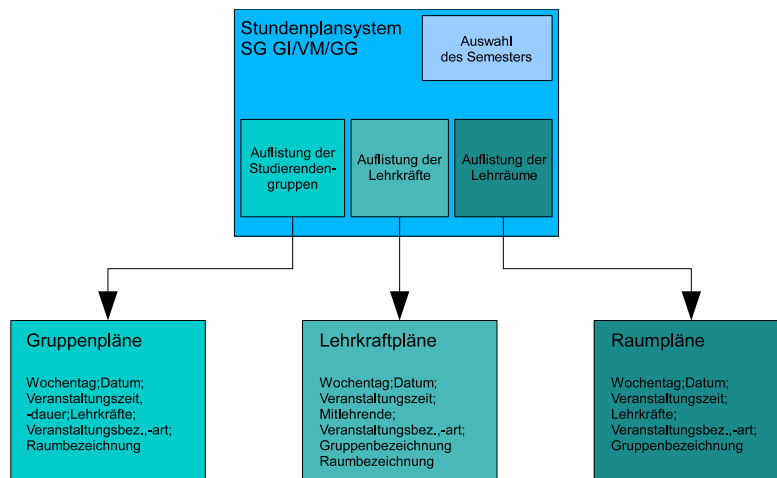 Stundenplansystem
SG GI/VM/GG
Auswahl
des Semesters
Auflistung der
Studierenden-
gruppen
Auflistung der
Lehrkräfte
Auflistung der
Lehrräume
Gruppenpläne
Wochentag;Datum;
Veranstaltungszeit,
-dauer;Lehrkräfte;
Veranstaltungsbez.,-art;
Raumbezeichnung
Lehrkraftpläne
Wochentag;Datum;
Veranstaltungszeit;
Mitlehrende;
Veranstaltungsbez.,-art;
Gruppenbezeichnung
Raumbezeichnung
Raumpläne
Wochentag;Datum;
Veranstaltungszeit;
Lehrkräfte;
Veranstaltungsbez.,-art;
Gruppenbezeichnung